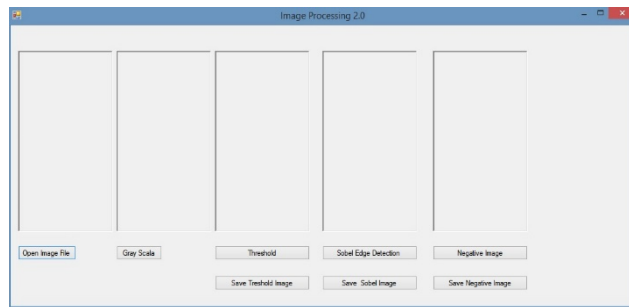 Image Processing 2.0
Open Image File Gray Scala Threshold Sobel Edge Detection Negative Image
Save Treshold Image Save Sobel Image Save Negative Image